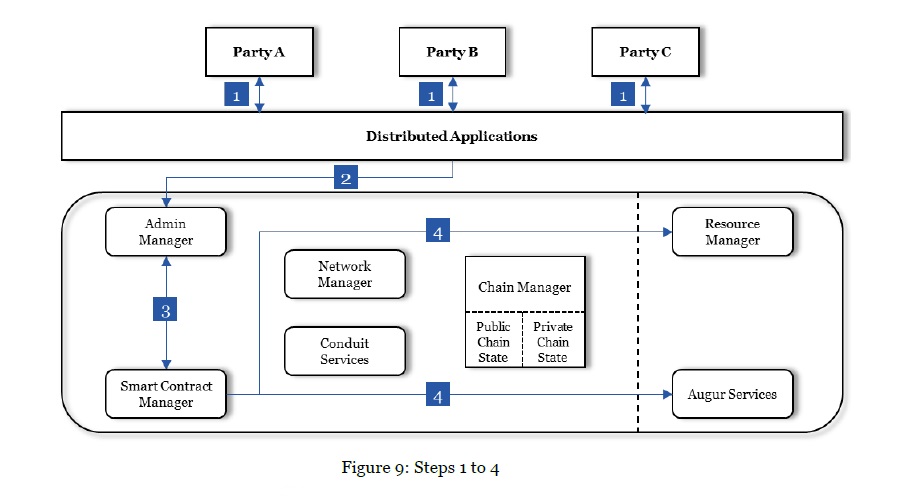 Party A
Party B
Party C
1
1
1
Distributed Applications
2
Admin
Manager
4
Resource
Manager
Network
Manager
Chain Manager
3
Public
Chain
State
Private
Chain
State
Conduit
Services
Smart Contract
Manager
4
Augur Services
Figure 9: Steps 1 to 4